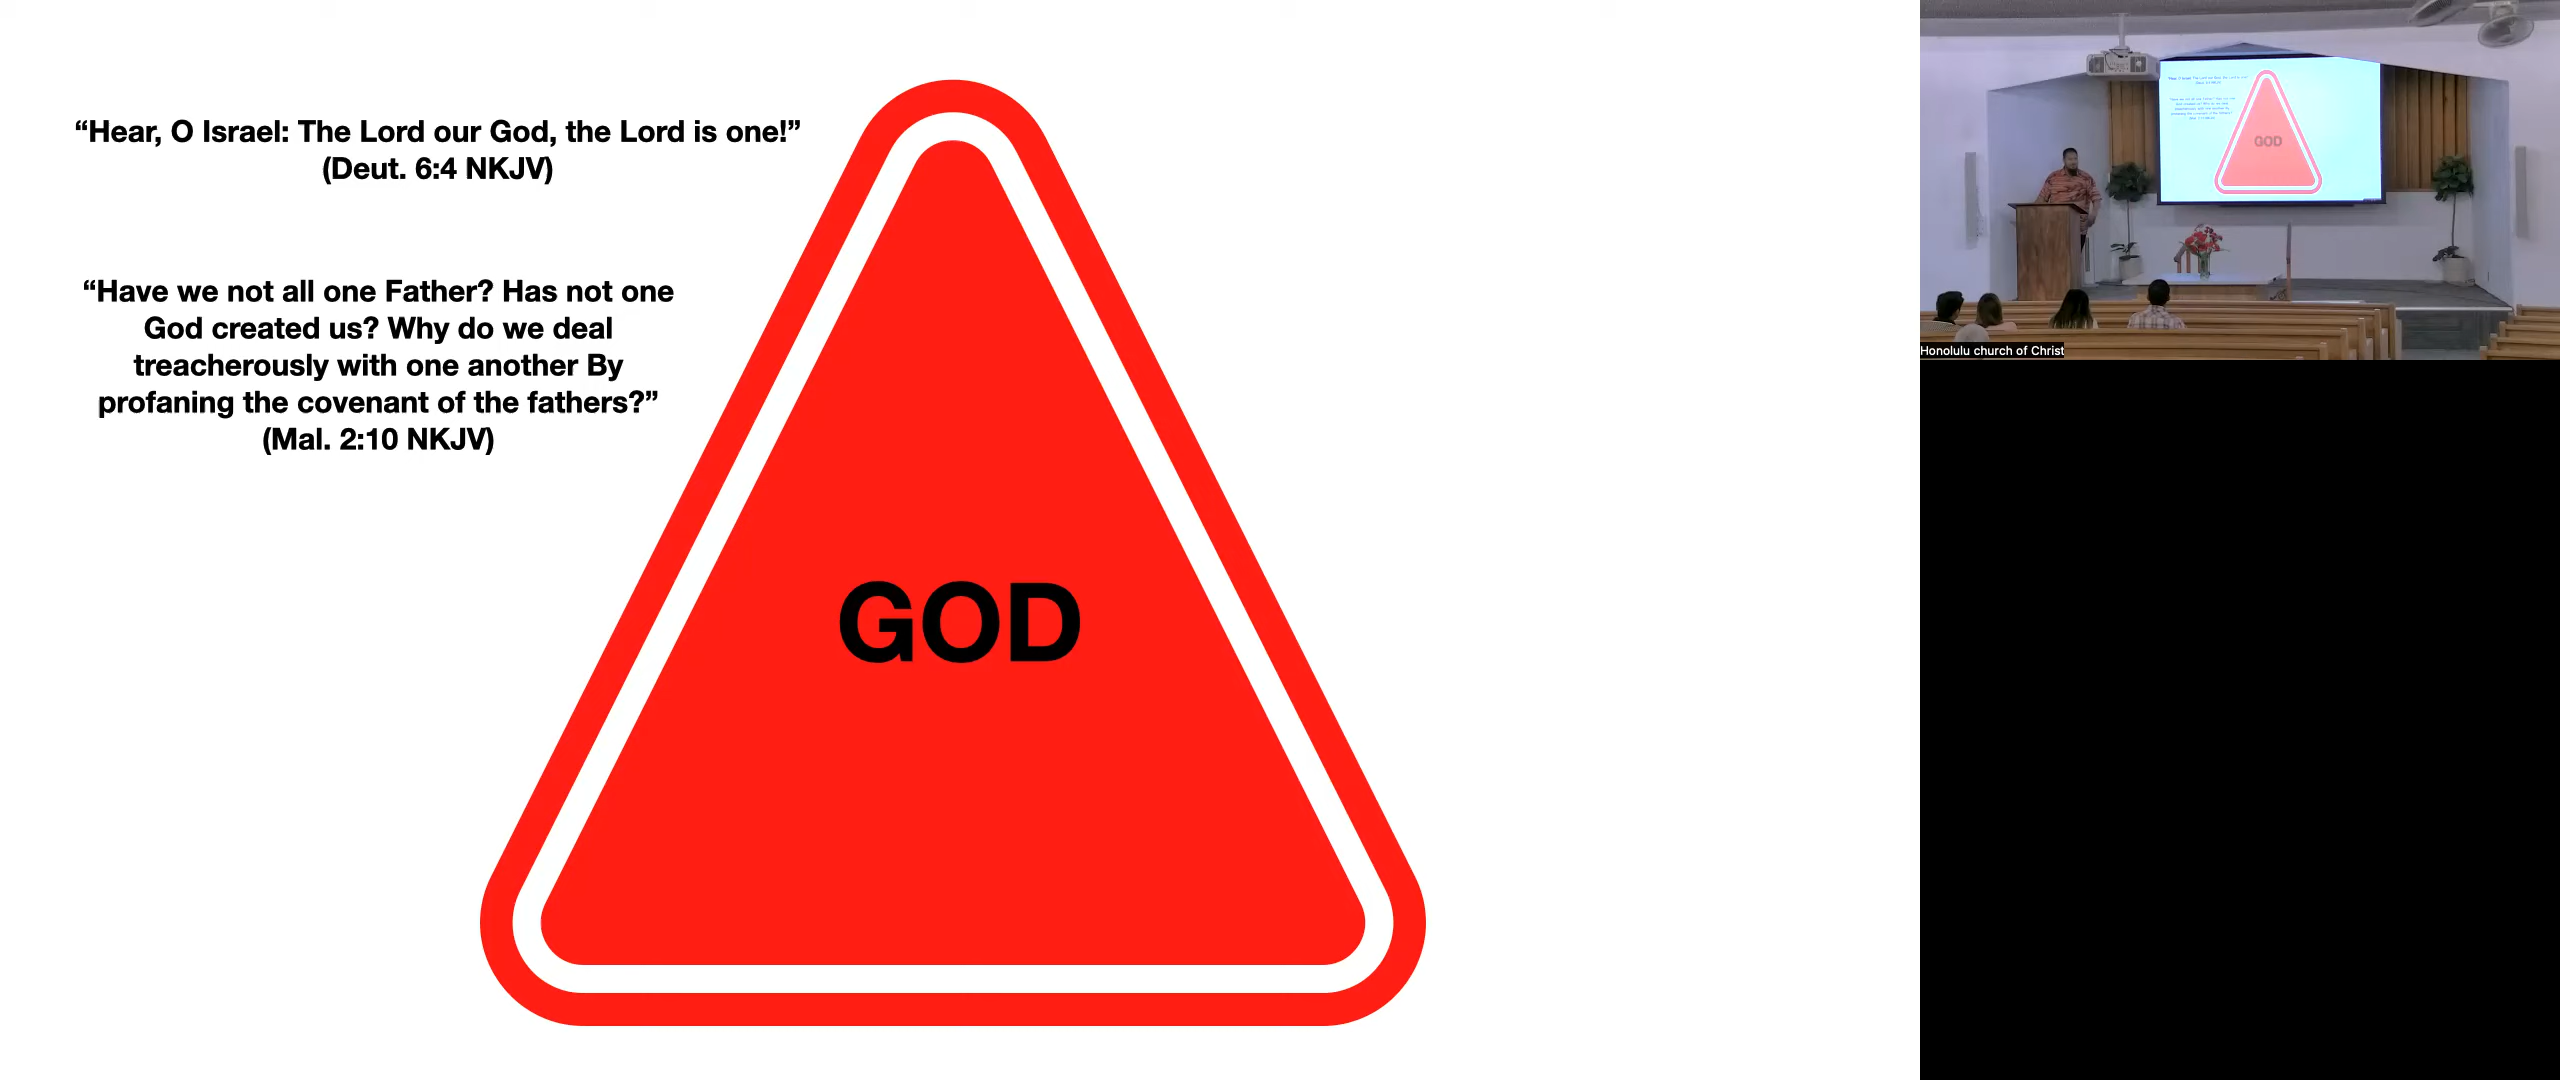 “Hear, O Israel: The Lord our God, the Lord is one!”
(Deut. 6:4 NKJV)
“Have we not all one Father? Has not one
God created us? Why do we deal
treacherously with one another By
profaning the covenant of the fathers?”
(Mal. 2:10 NKJV)
GOD
GOD
Honolulu church of Christ